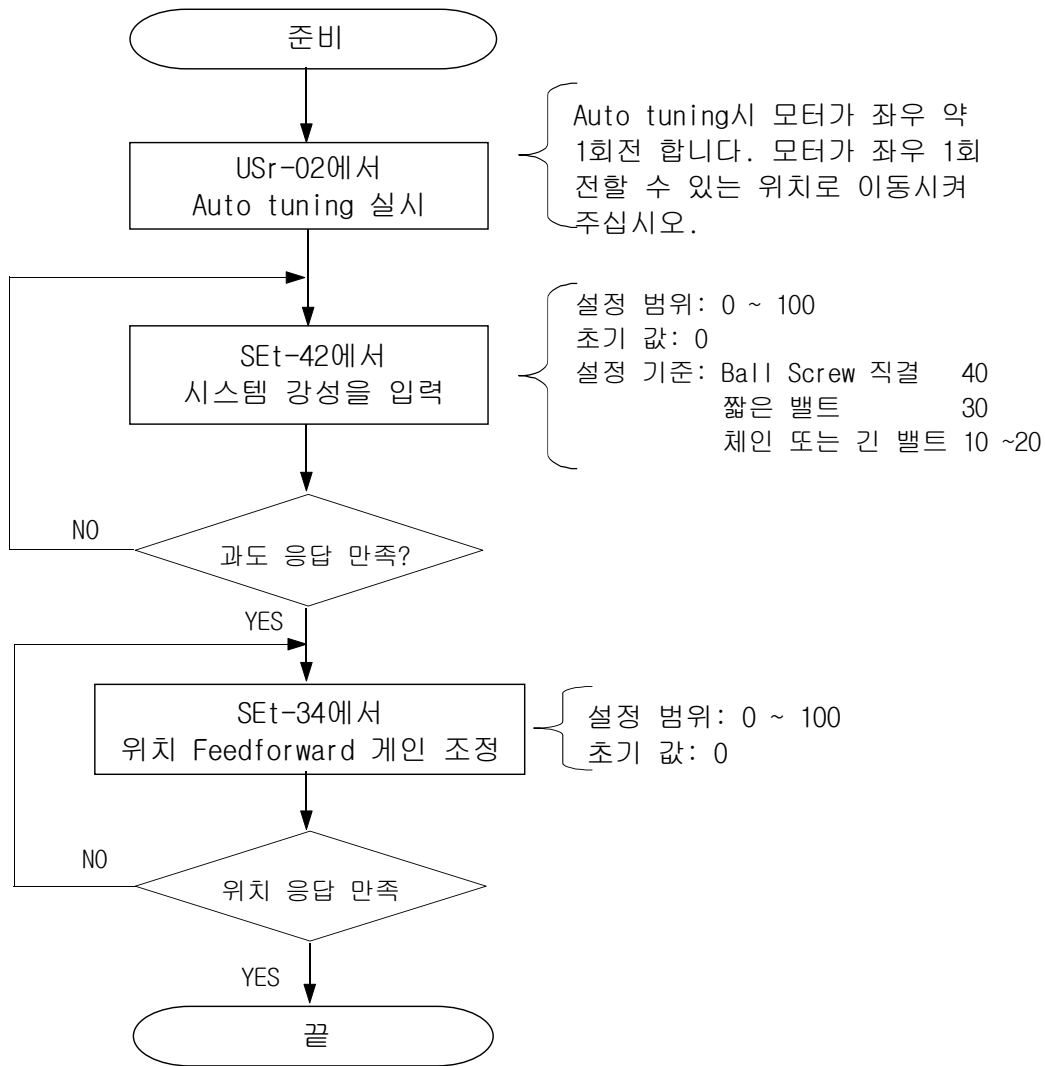 준비
USr-02에서
Auto tuning 실시
Auto tuning시 모터가 좌우 약
1회전 합니다. 모터가 좌우 1회
전할 수 있는 위치로 이동시켜
주십시오.
SEt-42에서
시스템 강성을 입력
설정 범위: 0 ~ 100
초기 값: 0
설정 기준: Ball Screw 직결 40
짧은 밸트 30
체인 또는 긴 밸트 10 ~20
과도 응답 만족?
NO
YES
SEt-34에서
위치 Feedforward 게인 조정
설정 범위: 0 ~ 100
초기 값: 0
위치 응답 만족
NO
YES
끝